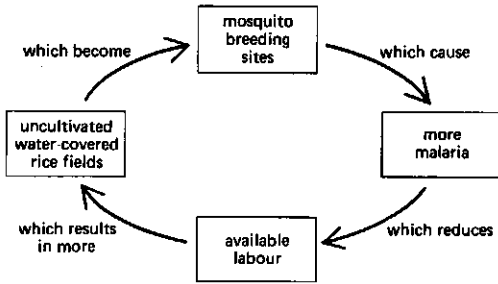 mosquito
breeding
sites
which become
which cause
uncultivated
water-covered
rice fields
more
malaria
which results
in more
available
labour
which reduces